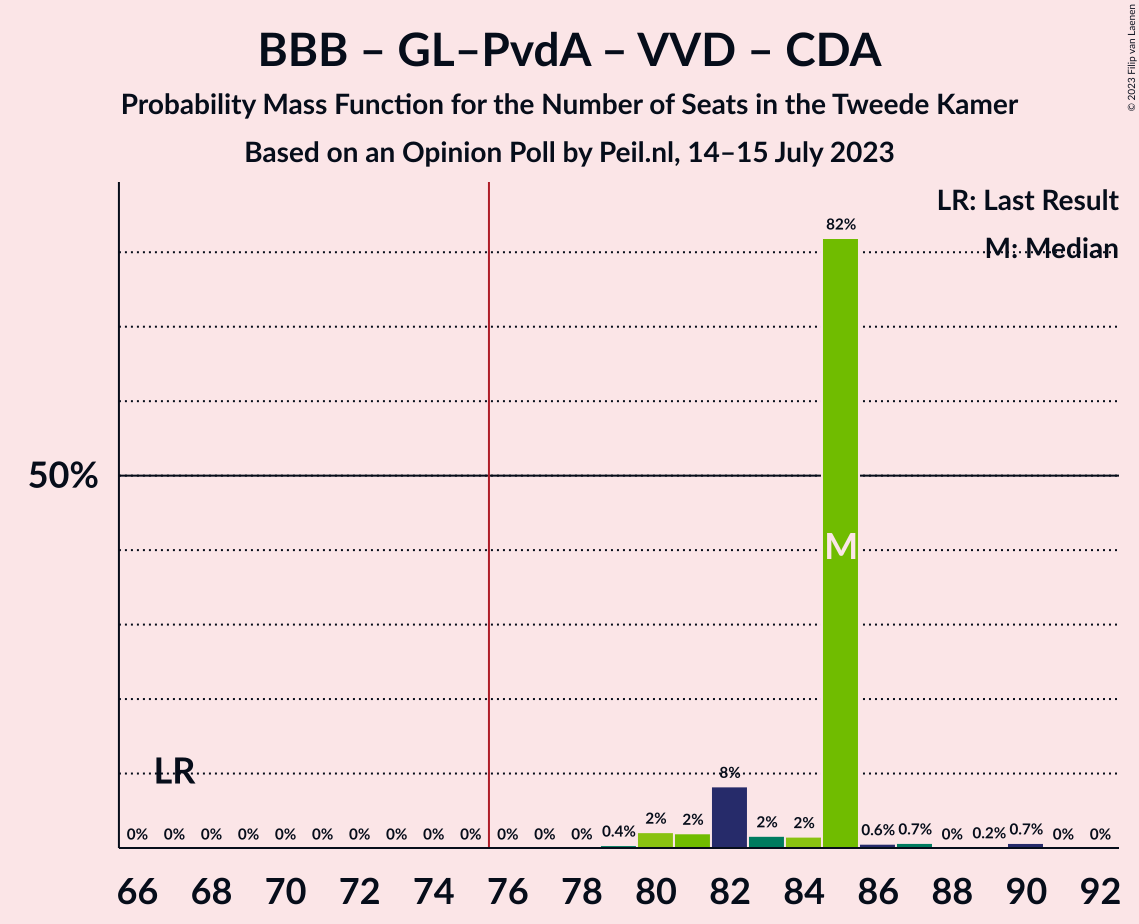 BBB – GL–PvdA – VVD – CDA
Probability Mass Function for the Number of Seats in the Tweede Kamer
Based on an Opinion Poll by Peil.nl, 14–15 July 2023
© 2023 Filip van Laenen
LR: Last Result
M: Median
82%
50%
M
LR
8%
0% 0% 0% 0% 0% 0% 0% 0% 0% 0% 0% 0% 0% 0.4% 2% 2% 2% 2% 0.6% 0.7% 0% 0.2% 0.7% 0% 0%
66 68 70 72 74 76 78 80 82 84 86 88 90 92